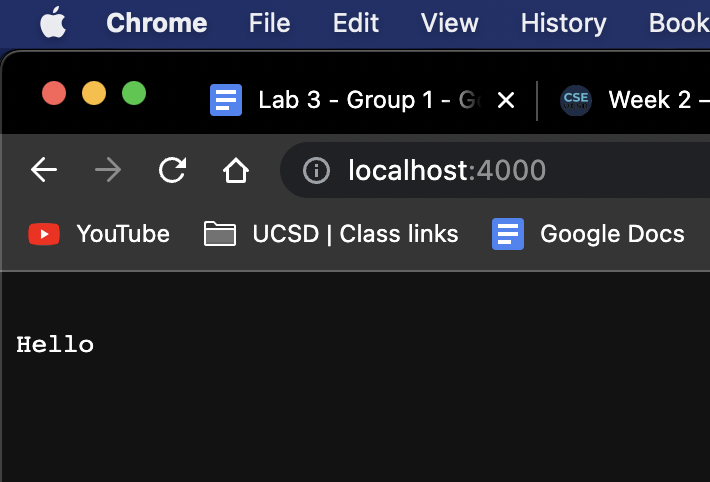 Chrome File Edit View History Book
Lab 3 - Group 1 - Go CSE Week 2 –
localhost:4000
YouTube UCSD | Class links Google Docs
Hello